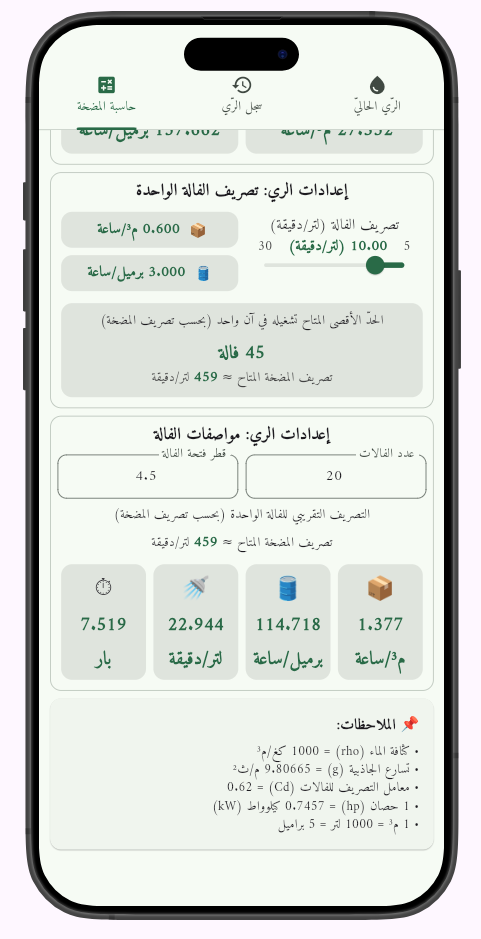 الرّي الحاليّ
سجل الرّي
حاسبة المضخة
27.532 م³/ساعة
137.662 برميل/ساعة
إعدادات الري: تصريف الفالة الواحدة
تصريف الفالة (لتر/دقيقة)
5 10.00 (لتر/دقيقة) 30
0.600 م³/ساعة
3.000 برميل/ساعة
الحدّ الأقصى المتاح تشغيله في آن واحد (بحسب تصريف المضخة)
45 فالة
تصريف المضخة المتاح ≈ 459 لتر/دقيقة
إعدادات الري: مواصفات الفالة
عدد الفالات
20
قطر فتحة الفالة
4.5
التصريف التقريبي للفالة الواحدة (بحسب تصريف المضخة)
تصريف المضخة المتاح ≈ 459 لتر/دقيقة
1.377
م³/ساعة
114.718
برميل/ساعة
22.944
لتر/دقيقة
7.519
بار
📌 الملاحظات:
• كثافة الماء (rho) = 1000 كغ/م³
• تسارع الجاذبية (g) = 9.80665 م/ث²
• معامل التصريف للفالات (Cd) = 0.62
• 1 حصان (hp) = 0.7457 كيلوواط (kW)
• 1 م³ = 1000 لتر = 5 براميل